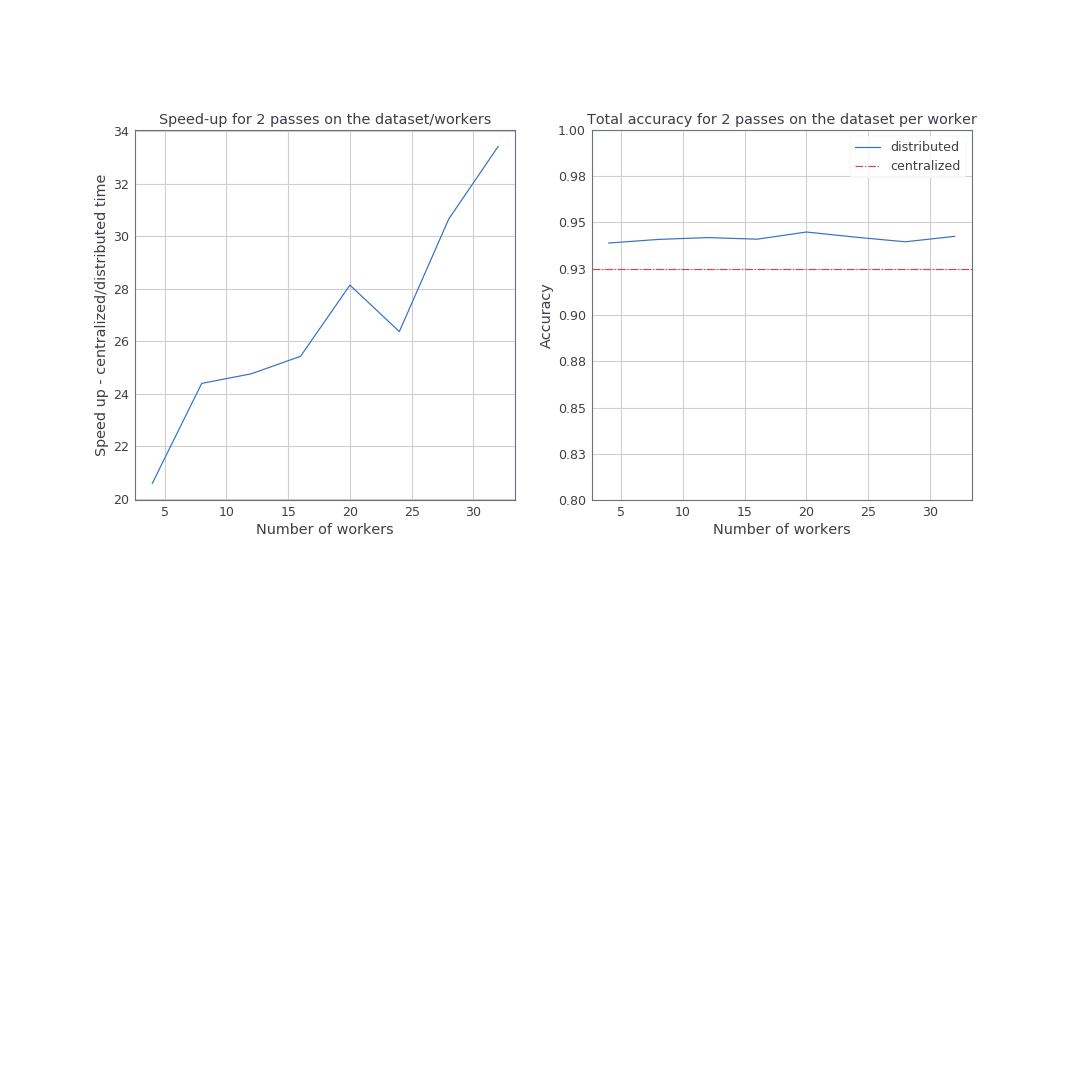 Speed-up for 2 passes on the dataset/workers
34
32
30
28
26
24
22
20
Speed up - centralized/distributed time
5 10 15 20 25 30
Number of workers
Total accuracy for 2 passes on the dataset per worker
distributed
centralized
1.00
0.98
0.95
0.93
0.90
0.88
0.85
0.83
0.80
Accuracy
5 10 15 20 25 30
Number of workers